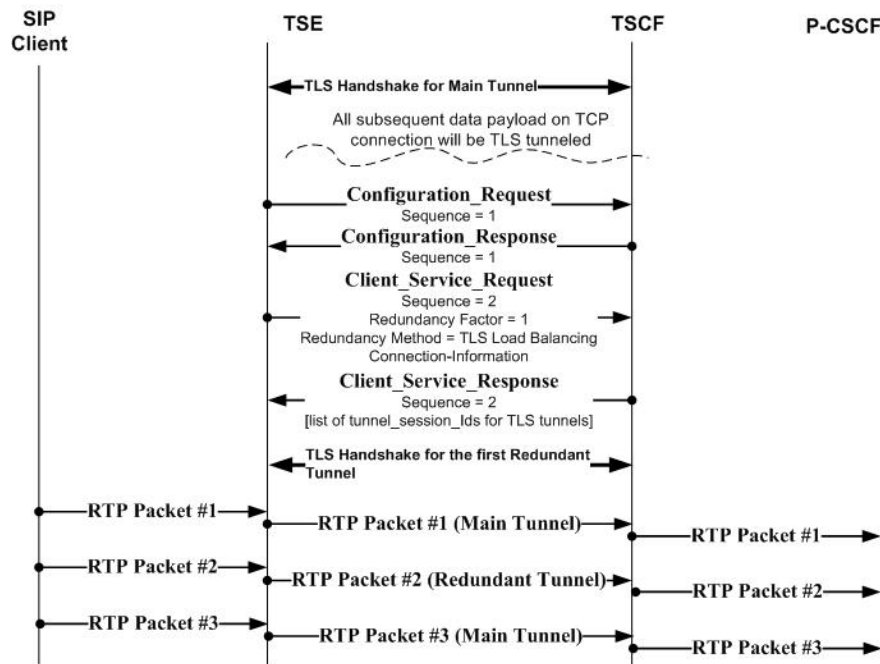 SIP
Client
TSE
TSCF
P-CSCF
TLS Handshake for Main Tunnel
All subsequent data payload on TCP
connection will be TLS tunneled
Configuration_Request
Sequence = 1
Configuration_Response
Sequence = 1
Client_Service_Request
Sequence = 2
Redundancy Factor = 1
Redundancy Method = TLS Load Balancing
Connection-Information
Client_Service_Response
Sequence = 2
[list of tunnel_session_Ids for TLS tunnels]
TLS Handshake for the first Redundant
Tunnel
RTP Packet #1
RTP Packet #1 (Main Tunnel)
RTP Packet #1
RTP Packet #2
RTP Packet #2 (Redundant Tunnel)
RTP Packet #2
RTP Packet #3
RTP Packet #3 (Main Tunnel)
RTP Packet #3